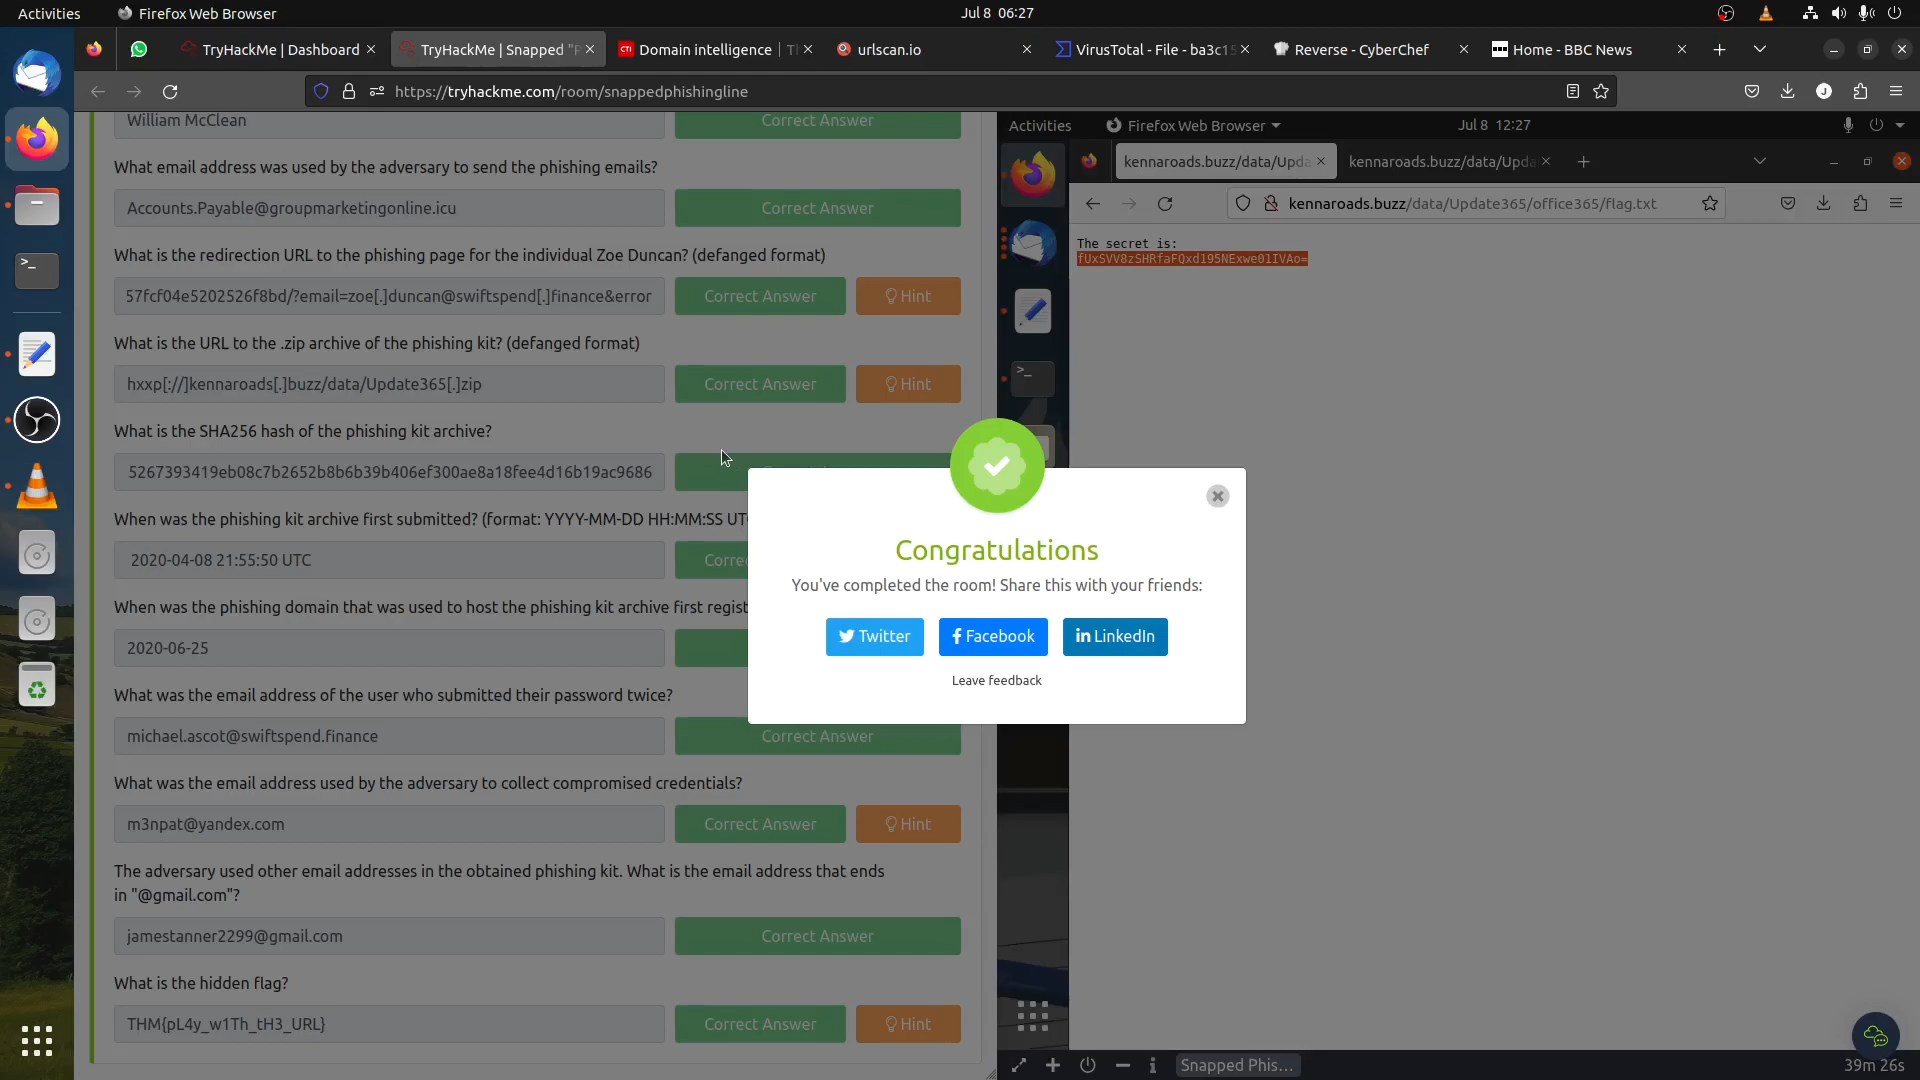 Activities
Firefox Web Browser
Jul 8 06:27
TryHackMe | Dashboard
TryHackMe | Snapped "P
Domain intelligence | Th
urlscan.io
VirusTotal - File - ba3c15
Reverse - CyberChef
Home - BBC News
https://tryhackme.com/room/snappedphishingline
William McClean
Correct Answer
What email address was used by the adversary to send the phishing emails?
Accounts.Payable@groupmarketingonline.icu
Correct Answer
What is the redirection URL to the phishing page for the individual Zoe Duncan? (defanged format)
57fcf04e5202526f8bd/?email=zoe[.]duncan@swiftspend[.]finance&error
Correct Answer
Hint
What is the URL to the .zip archive of the phishing kit? (defanged format)
hxxp[://]kennaroads[.]buzz/data/Update365[.]zip
Correct Answer
Hint
What is the SHA256 hash of the phishing kit archive?
5267393419eb08c7b2652b8b6b39b406ef300ae8a18fee4d16b19ac9686
When was the phishing kit archive first submitted? (format: YYYY-MM-DD HH:MM:SS UTC
2020-04-08 21:55:50 UTC
Corre
When was the phishing domain that was used to host the phishing kit archive first regist
2020-06-25
What was the email address of the user who submitted their password twice?
michael.ascot@swiftspend.finance
Correct Answer
What was the email address used by the adversary to collect compromised credentials?
m3npat@yandex.com
Correct Answer
Hint
The adversary used other email addresses in the obtained phishing kit. What is the email address that ends
in "@gmail.com"?
jamestanner2299@gmail.com
Correct Answer
What is the hidden flag?
THM{pL4y_w1Th_tH3_URL}
Correct Answer
Hint
Congratulations
You've completed the room! Share this with your friends:
Twitter
Facebook
LinkedIn
Leave feedback
Activities
Firefox Web Browser
Jul 8 12:27
kennaroads.buzz/data/Upda
kennaroads.buzz/data/Upda
kennaroads.buzz/data/Update365/office365/flag.txt
The secret is:
fUxSVV8zSHRfaFQxd195NExwe01IVAo=
Snapped Phis...
39m 26s